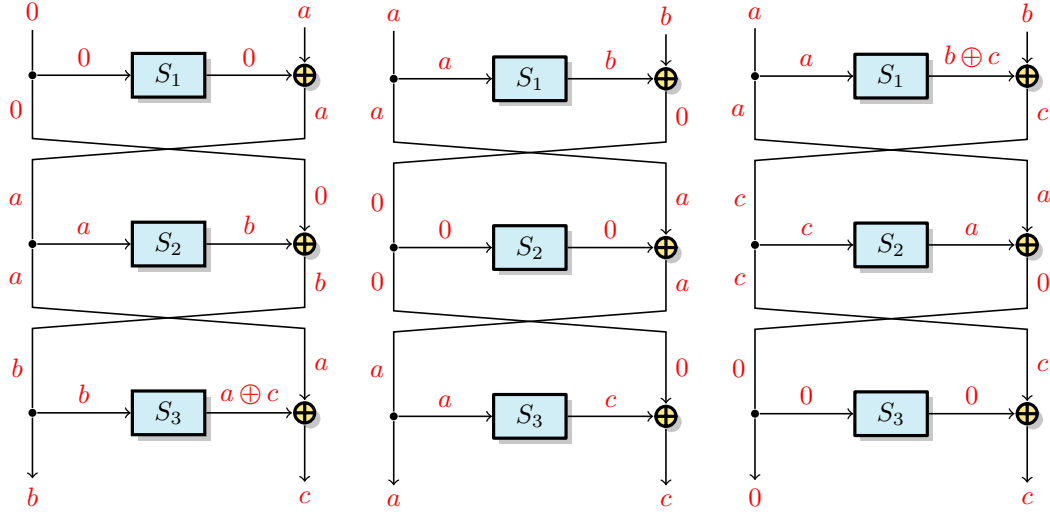 0 a a b a b
0 S₁ 0 a S₁ b a S₁ b ⊕ c
0 a a 0 a c
a 0 0 a c a
a S₂ b 0 S₂ 0 c S₂ a
a b 0 a c 0
b a a 0 0 c
b S₃ a ⊕ c a S₃ c 0 S₃ 0
b c a c 0 c